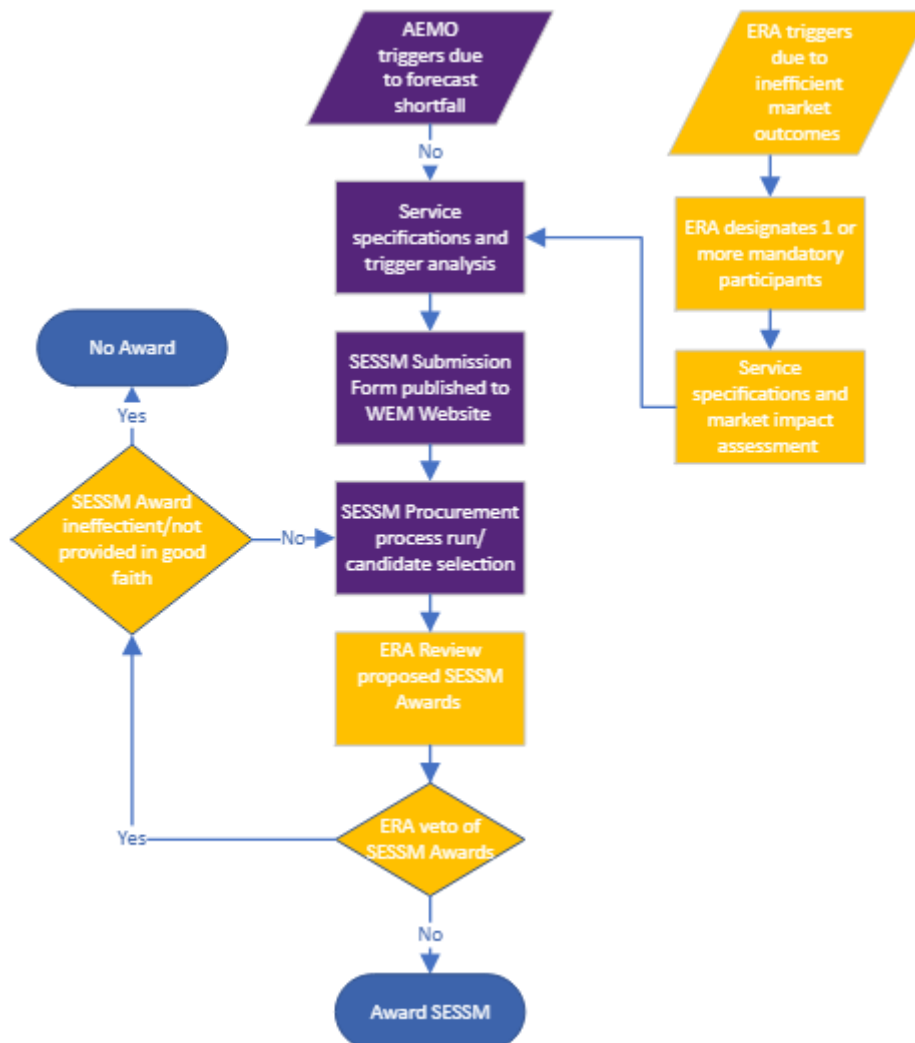 AEMO
triggers due
to forecast
shortfall
ERA triggers
due to
inefficient
market
outcomes
No
Service
specifications and
trigger analysis
ERA designates 1 or
more mandatory
participants
No Award
SESSM Submission
Form published to
WEM Website
Service
specifications and
market impact
assessment
Yes
SESSM Award
ineffectient/not
provided in good
faith
No
SESSM Procurement
process run/
candidate selection
ERA Review
proposed SESSM
Awards
Yes
ERA veto of
SESSM Awards
No
Award SESSM